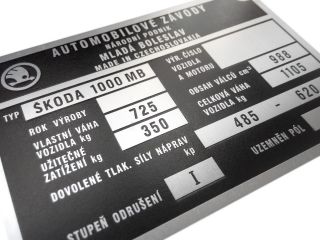 AUTOMOBILOVÉ ZÁVODY
NÁRODNÍ PODNIK
MLADÁ BOLESLAV
MADE IN CZECHOSLOVAKIA
TYP ŠKODA 1000 MB
VÝR. ČÍSLO
VOZIDLA
A MOTORU
ROK VÝROBY
OBSAH VÁLCŮ cm³ 988
VLASTNÍ VÁHA
VOZIDLA kg 725
CELKOVÁ VÁHA
VOZIDLA kg 1105
UŽITEČNÉ
ZATÍŽENÍ kg 350
DOVOLENÉ TLAK. SÍLY NÁPRAV kp 485 - 620
STUPEŇ ODRUŠENÍ I
UZEMNĚN PÓL